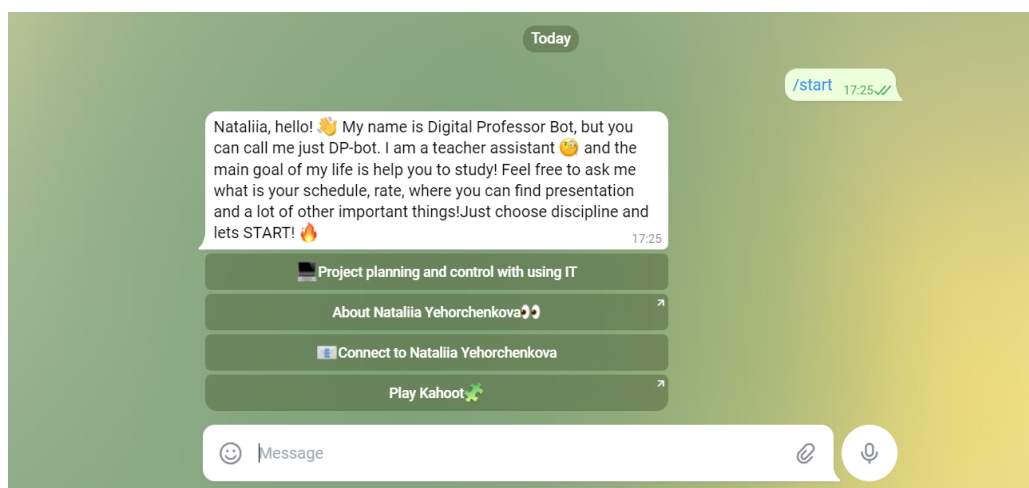 Today
/start 17:25
Nataliia, hello! 👋 My name is Digital Professor Bot, but you
can call me just DP-bot. I am a teacher assistant 🧐 and the
main goal of my life is help you to study! Feel free to ask me
what is your schedule, rate, where you can find presentation
and a lot of other important things!Just choose discipline and
lets START! 🔥
17:25
💻Project planning and control with using IT
About Nataliia Yehorchenkova👀
📧Connect to Nataliia Yehorchenkova
Play Kahoot🧩
Message